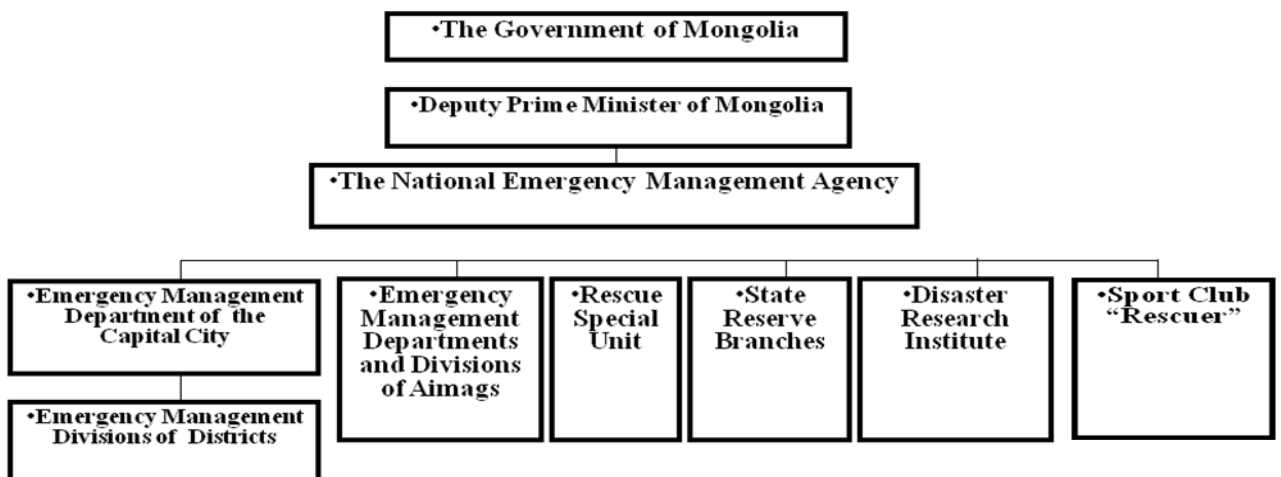 •The Government of Mongolia
•Deputy Prime Minister of Mongolia
•The National Emergency Management Agency
•Emergency Management
Department of the
Capital City
•Emergency Management
Divisions of Districts
•Emergency
Management
Departments
and Divisions
of Aimags
•Rescue
Special
Unit
•State
Reserve
Branches
•Disaster
Research
Institute
•Sport Club
“Rescuer”